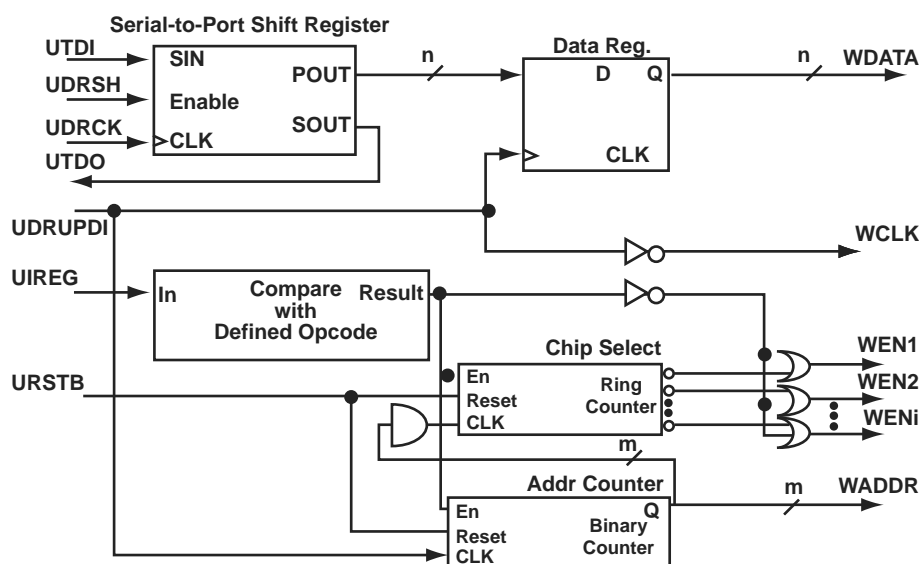 Serial-to-Port Shift Register
UTDI
SIN
UDRSH
Enable
UDRCK
CLK
UTDO
POUT
SOUT
n
Data Reg.
D Q
CLK
n
WDATA
UDRUPDI
WCLK
UIREG
In
Compare
with
Defined Opcode
Result
Chip Select
URSTB
En
Reset
CLK
Ring
Counter
WEN1
WEN2
WENi
m
Addr Counter
En
Reset
CLK
Q
Binary
Counter
m
WADDR